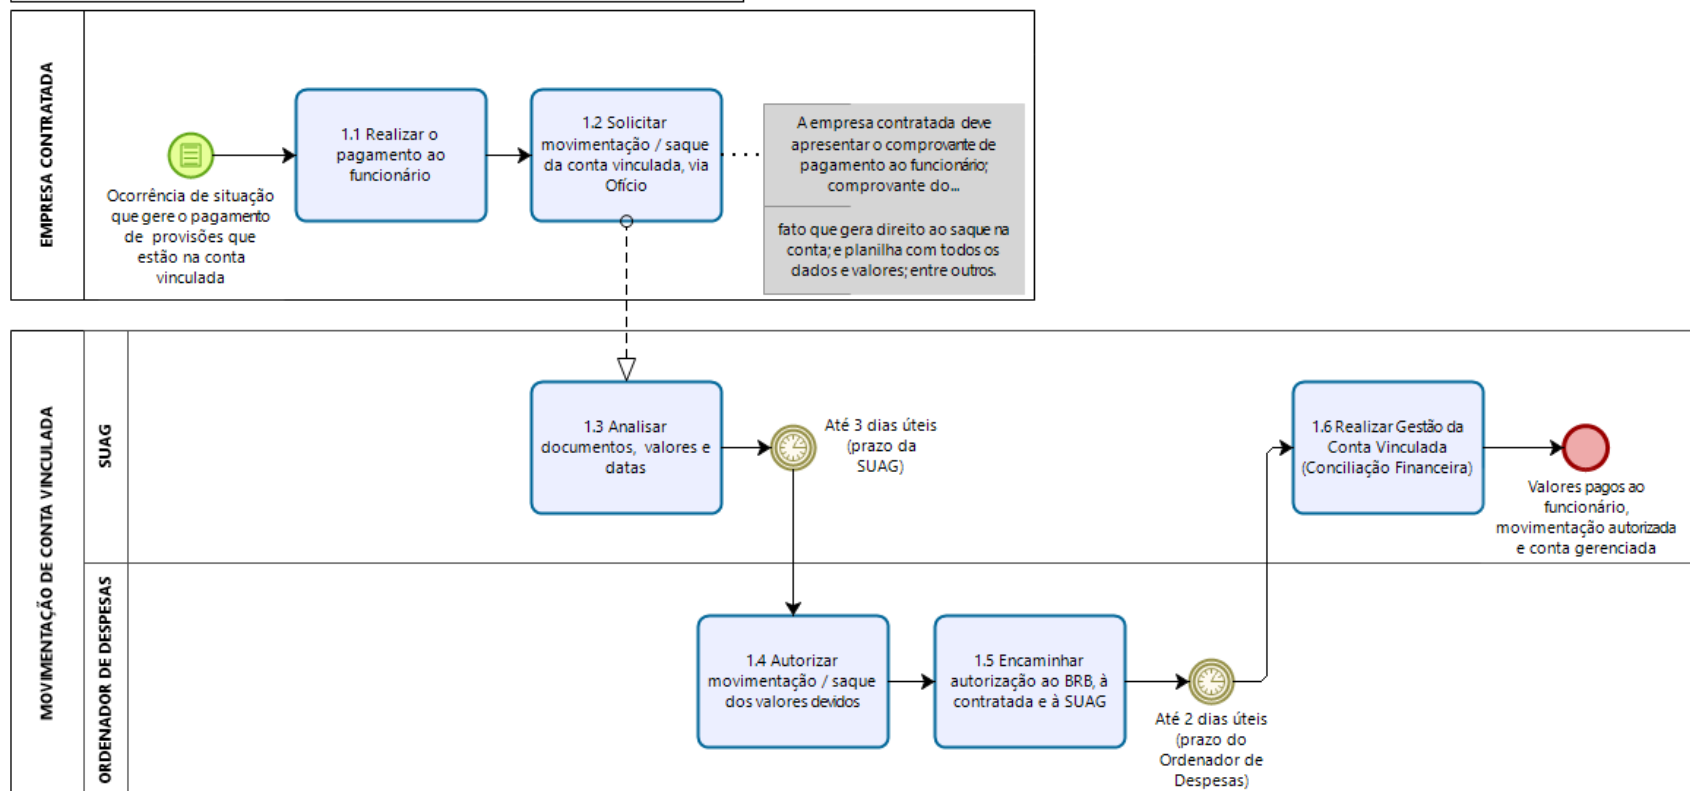 EMPRESA CONTRATADA
Ocorrência de situação
que gere o pagamento
de provisões que
estão na conta
vinculada
1.1 Realizar o
pagamento ao
funcionário
1.2 Solicitar
movimentação / saque
da conta vinculada, via
Ofício
A empresa contratada deve
apresentar o comprovante de
pagamento ao funcionário;
comprovante do...
fato que gera direito ao saque na
conta; e planilha com todos os
dados e valores; entre outros.
MOVIMENTAÇÃO DE CONTA VINCULADA
SUAG
1.3 Analisar
documentos, valores e
datas
Até 3 dias úteis
(prazo da
SUAG)
1.6 Realizar Gestão da
Conta Vinculada
(Conciliação Financeira)
Valores pagos ao
funcionário,
movimentação autorizada
e conta gerenciada
ORDENADOR DE DESPESAS
1.4 Autorizar
movimentação / saque
dos valores devidos
1.5 Encaminhar
autorização ao BRB, à
contratada e à SUAG
Até 2 dias úteis
(prazo do
Ordenador de
Despesas)